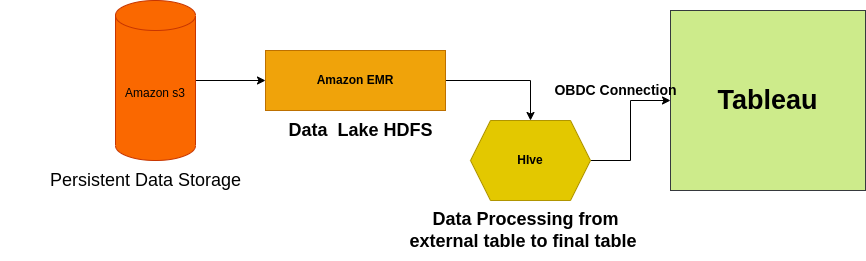 Amazon s3
Persistent Data Storage
Amazon EMR
Data  Lake HDFS
HIve
Data Processing from
external table to final table
OBDC Connection
Tableau